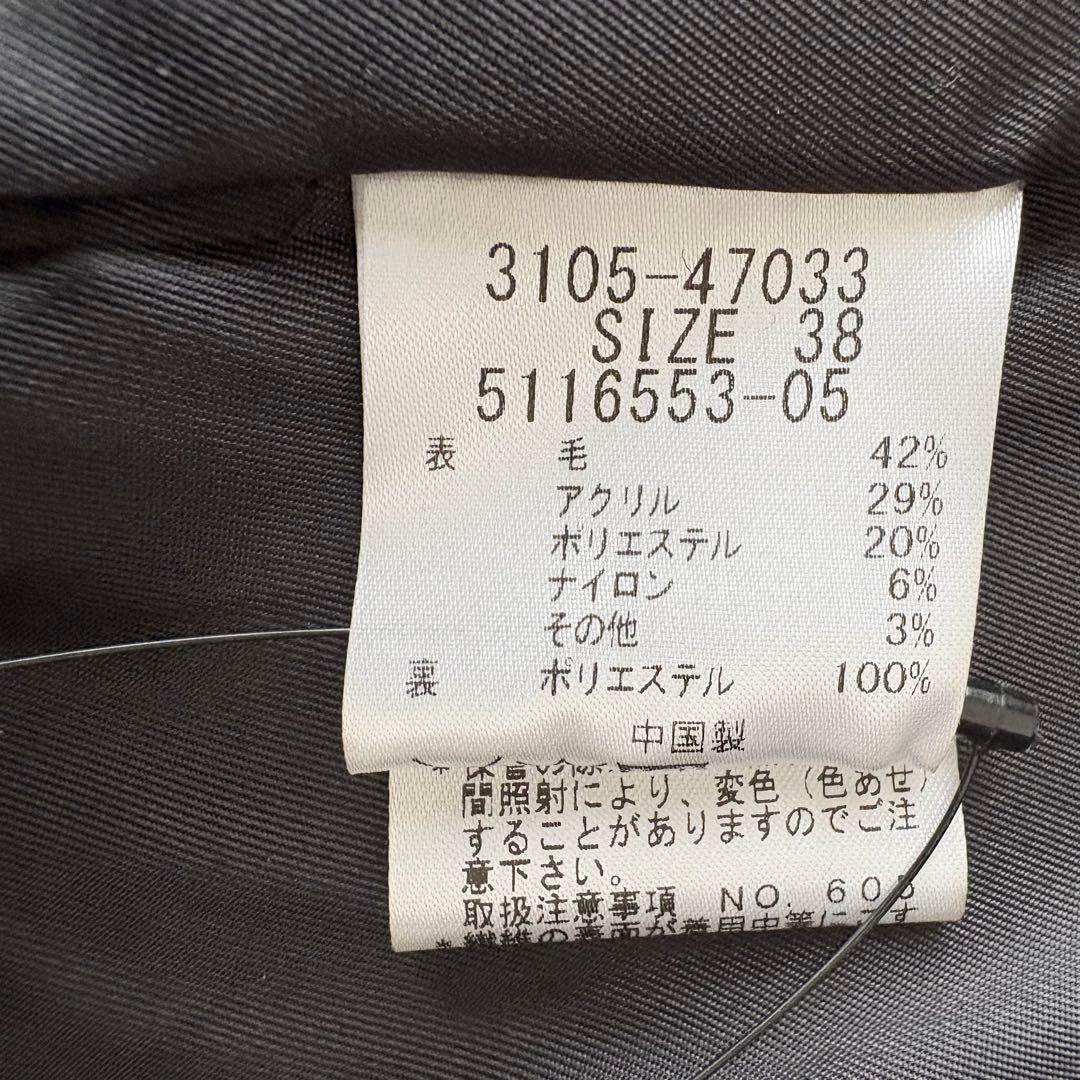 3105-47033
SIZE 38
5116553-05
表 毛 42%
アクリル 29%
ポリエステル 20%
ナイロン 6%
その他 3%
裏 ポリエステル 100%
中国製
間照射により、変色(色あせ)
することがありますのでご注
意下さい。
取扱注意事項 NO. 60